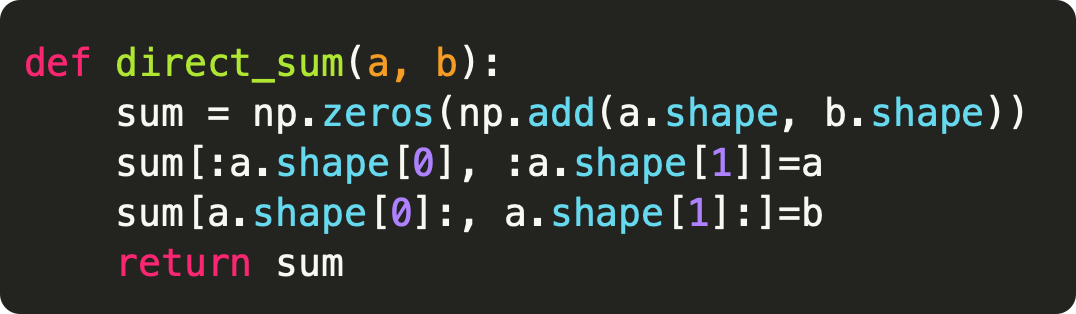 def direct_sum(a, b):
    sum = np.zeros(np.add(a.shape, b.shape))
    sum[:a.shape[0], :a.shape[1]]=a
    sum[a.shape[0]:, a.shape[1]:]=b
    return sum